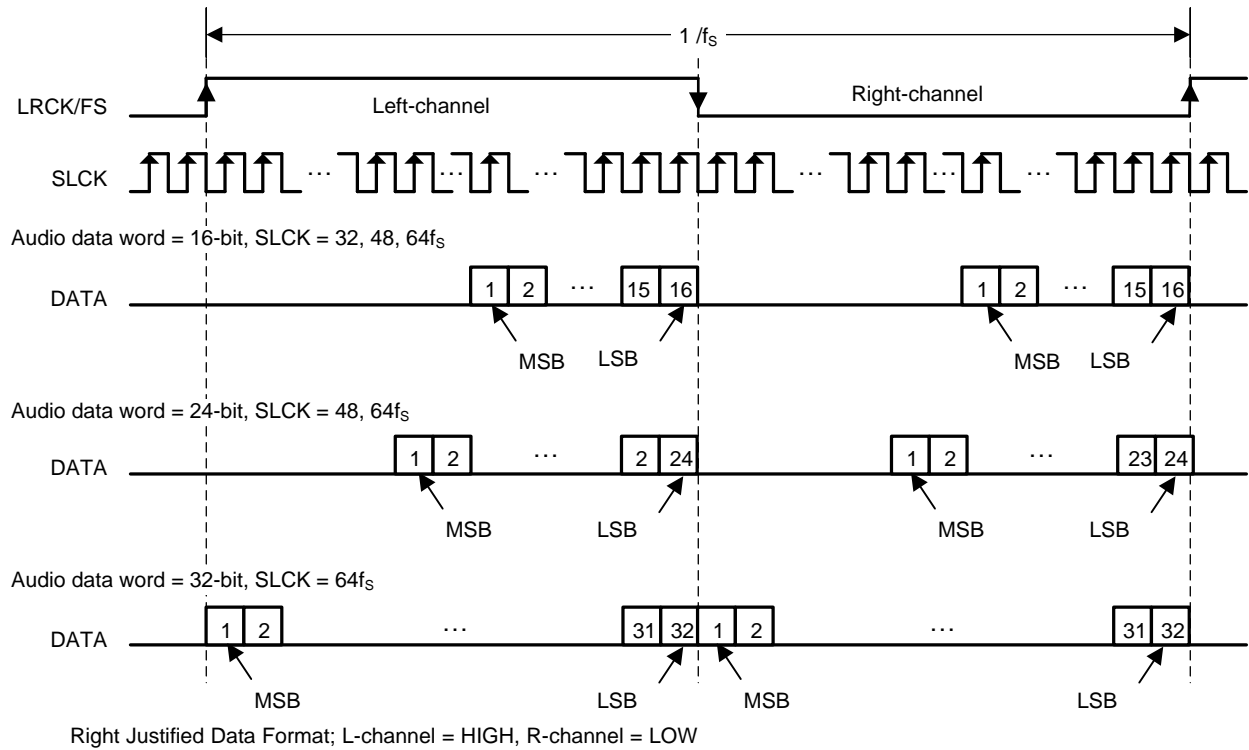 1 /fS
LRCK/FS
Left-channel
Right-channel
SLCK
... ... ... ... ... ...
Audio data word = 16-bit, SLCK = 32, 48, 64fS
DATA
1 2 ... 15 16 1 2 ... 15 16
MSB LSB MSB LSB
Audio data word = 24-bit, SLCK = 48, 64fS
DATA
1 2 ... 2 24 1 2 ... 23 24
MSB LSB MSB LSB
Audio data word = 32-bit, SLCK = 64fS
DATA
1 2 ... 31 32 1 2 ... 31 32
MSB LSB MSB LSB
Right Justified Data Format; L-channel = HIGH, R-channel = LOW